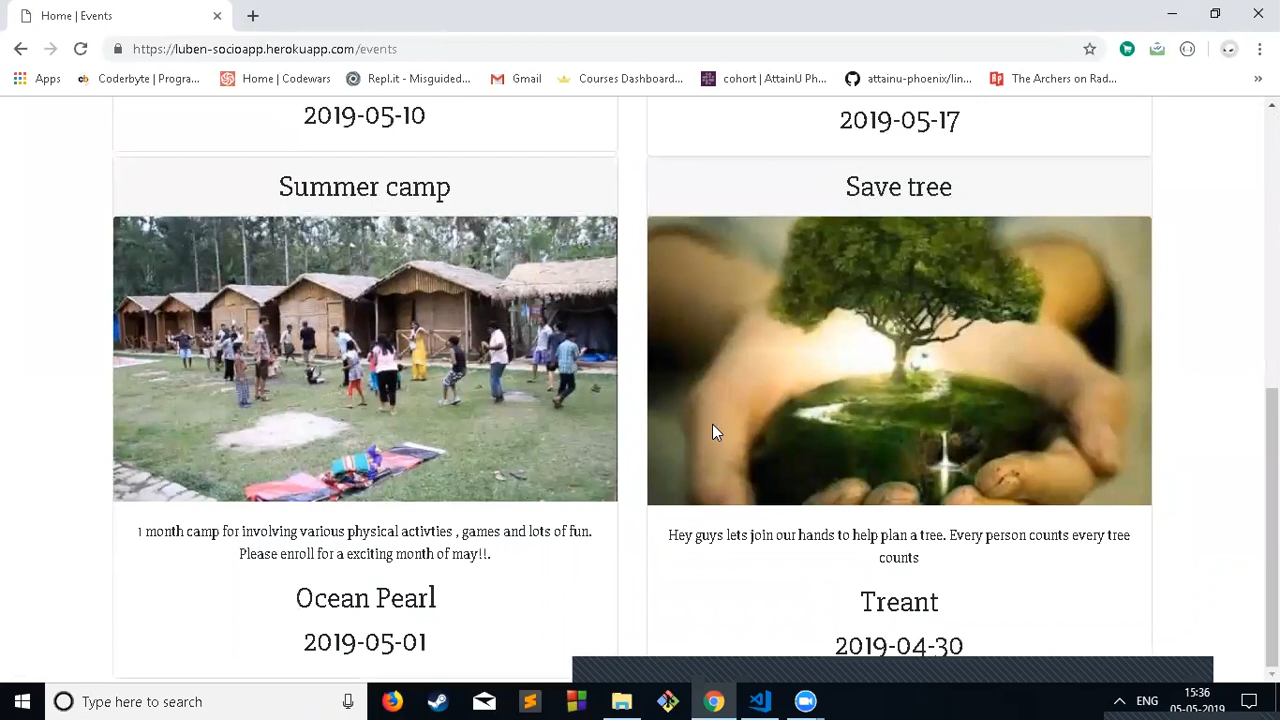 Home | Events
https://luben-socioapp.herokuapp.com/events
Apps
Coderbyte | Progra...
Home | Codewars
Repl.it - Misguided...
Gmail
Courses Dashboard...
cohort | AttainU Ph...
attainu-phoenix/lin...
The Archers on Rad...
»
2019-05-10
2019-05-17
Summer camp
Save tree
1 month camp for involving various physical activties , games and lots of fun.
Please enroll for a exciting month of may!!.
Hey guys lets join our hands to help plan a tree. Every person counts every tree
counts
Ocean Pearl
Treant
2019-05-01
2019-04-30
Type here to search
ENG
15:36
05-05-2019